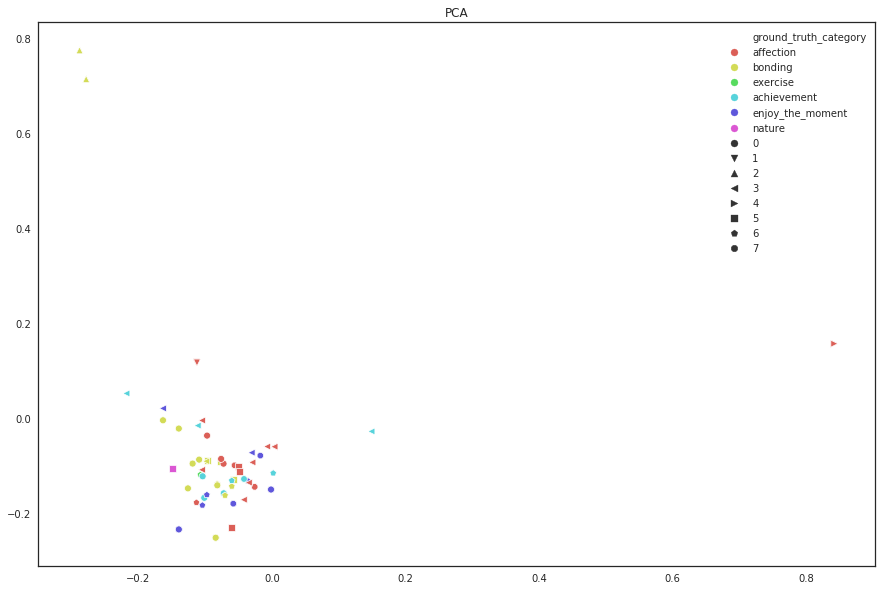 PCA
0.8
0.6
0.4
0.2
0.0
−0.2
−0.2
0.0
0.2
0.4
0.6
0.8
ground_truth_category
affection
bonding
exercise
achievement
enjoy_the_moment
nature
0
1
2
3
4
5
6
7